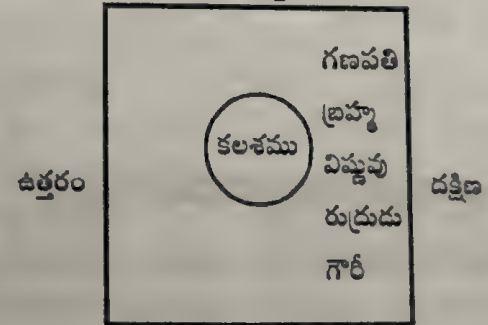 గణపతి
బ్రహ్మ
కలశము
విష్ణువు
ఉత్తరం
దక్షిణ
రుద్రుడు
గౌరీ